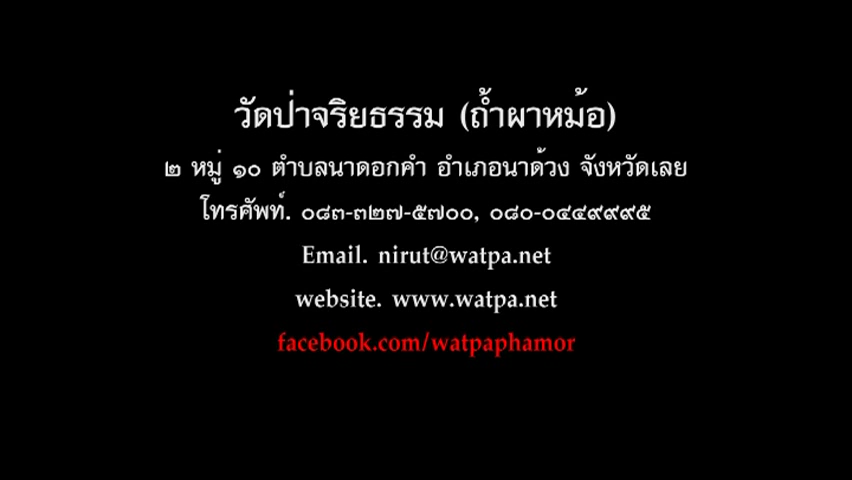 วัดป่าจริยธรรม (ถ้ำผาหม้อ)
๒ หมู่ ๑๐ ตำบลนาดอกคำ อำเภอนาด้วง จังหวัดเลย
โทรศัพท์. ๐๘๓-๓๒๗-๕๗๐๐, ๐๘๐-๐๔๔๙๙๙๕
Email. nirut@watpa.net
website. www.watpa.net
facebook.com/watpaphamor